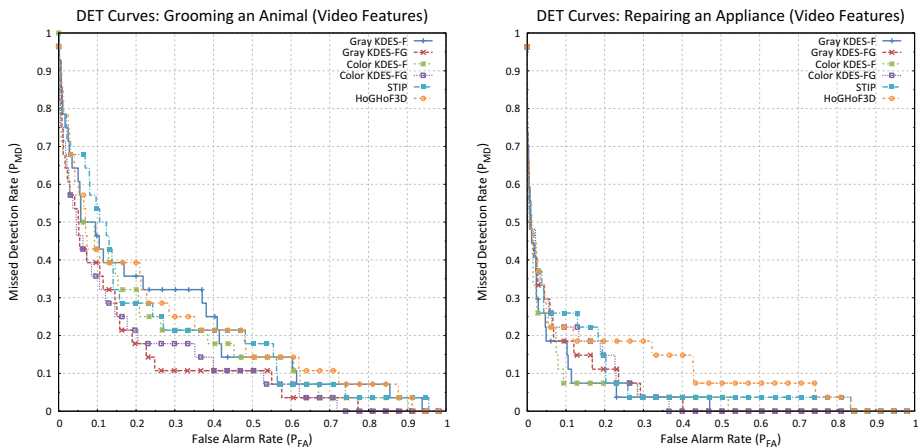 DET Curves: Grooming an Animal (Video Features)
Missed Detection Rate (P_MD)
1
0.9
0.8
0.7
0.6
0.5
0.4
0.3
0.2
0.1
0
Gray KDES-F
Gray KDES-FG
Color KDES-F
Color KDES-FG
STIP
HoGHoF3D
0 0.1 0.2 0.3 0.4 0.5 0.6 0.7 0.8 0.9 1
False Alarm Rate (P_FA)
DET Curves: Repairing an Appliance (Video Features)
Missed Detection Rate (P_MD)
1
0.9
0.8
0.7
0.6
0.5
0.4
0.3
0.2
0.1
0
Gray KDES-F
Gray KDES-FG
Color KDES-F
Color KDES-FG
STIP
HoGHoF3D
0 0.1 0.2 0.3 0.4 0.5 0.6 0.7 0.8 0.9 1
False Alarm Rate (P_FA)